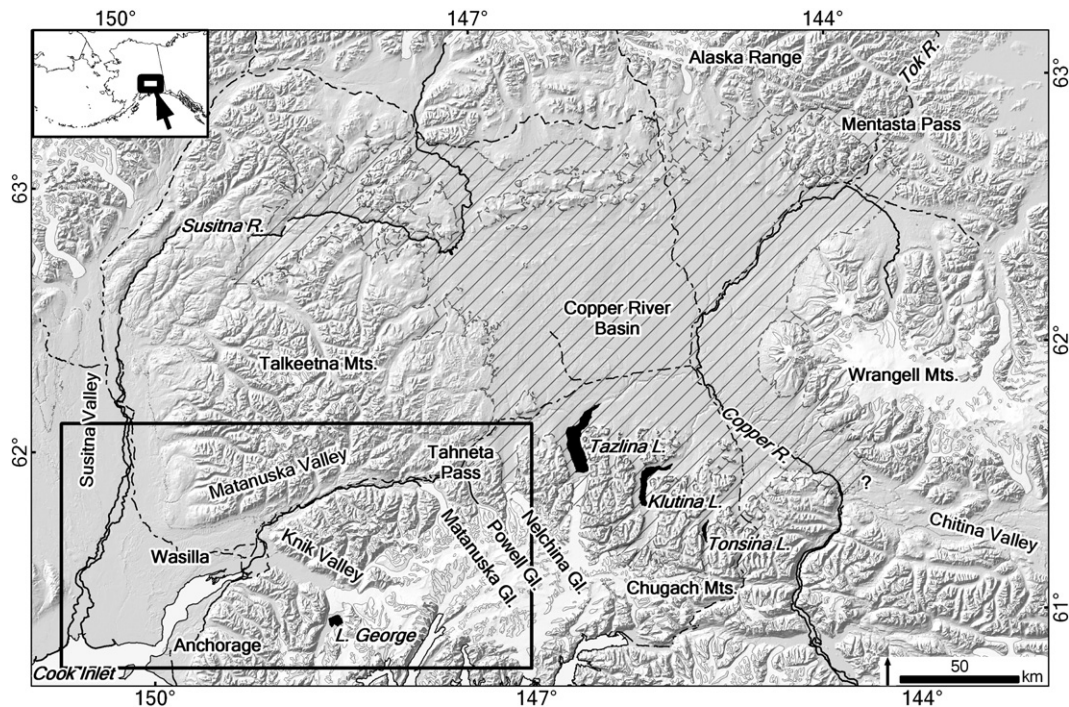 150°
147°
144°
Alaska Range
Tok R.
63°
Mentasta Pass
63°
Susitna R.
Copper River
Basin
62°
Talkeetna Mts.
Wrangell Mts.
Susitna Valley
Copper R.
62°
Tazlina L.
Tahneta
Pass
Matanuska Valley
?
Klutina L.
Matanuska Gl.
Powell Gl.
Nelchina Gl.
Chitina Valley
Tonsina L.
Wasilla
Knik Valley
Chugach Mts.
61°
L. George
Anchorage
Cook Inlet
50
km
150°
147°
144°